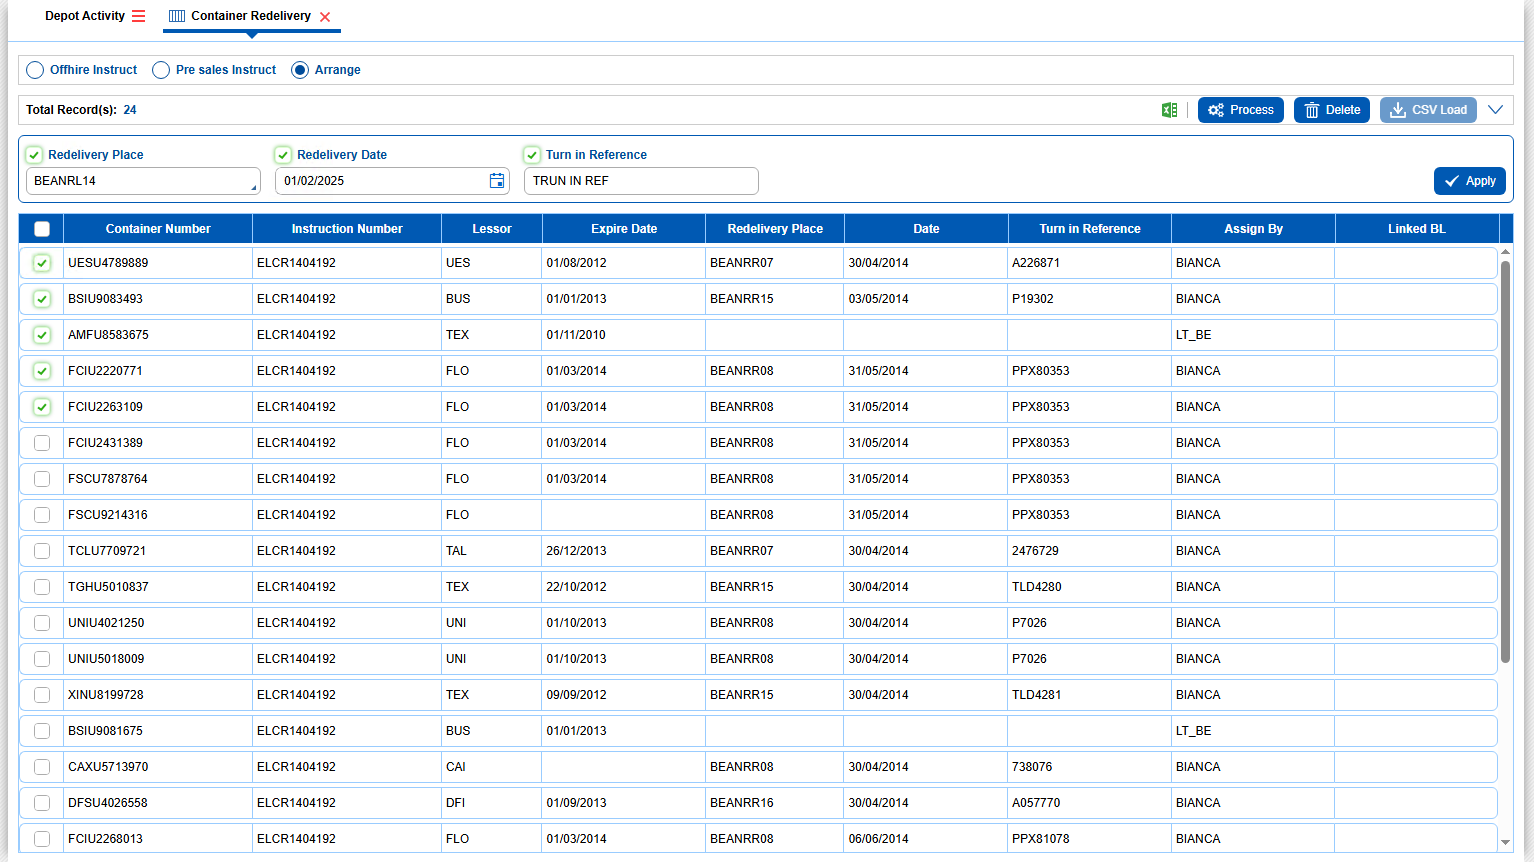 Depot Activity Container Redelivery
Offhire Instruct Pre sales Instruct Arrange
Total Record(s): 24 Process Delete CSV Load
Redelivery Place Redelivery Date Turn in Reference
BEANRL14 01/02/2025 TRUN IN REF Apply
Container Number Instruction Number Lessor Expire Date Redelivery Place Date Turn in Reference Assign By Linked BL
UESU4789889 ELCR1404192 UES 01/08/2012 BEANRR07 30/04/2014 A226871 BIANCA
BSIU9083493 ELCR1404192 BUS 01/01/2013 BEANRR15 03/05/2014 P19302 BIANCA
AMFU8583675 ELCR1404192 TEX 01/11/2010 LT_BE
FCIU2220771 ELCR1404192 FLO 01/03/2014 BEANRR08 31/05/2014 PPX80353 BIANCA
FCIU2263109 ELCR1404192 FLO 01/03/2014 BEANRR08 31/05/2014 PPX80353 BIANCA
FCIU2431389 ELCR1404192 FLO 01/03/2014 BEANRR08 31/05/2014 PPX80353 BIANCA
FSCU7878764 ELCR1404192 FLO 01/03/2014 BEANRR08 31/05/2014 PPX80353 BIANCA
FSCU9214316 ELCR1404192 FLO BEANRR08 31/05/2014 PPX80353 BIANCA
TCLU7709721 ELCR1404192 TAL 26/12/2013 BEANRR07 30/04/2014 2476729 BIANCA
TGHU5010837 ELCR1404192 TEX 22/10/2012 BEANRR15 30/04/2014 TLD4280 BIANCA
UNIU4021250 ELCR1404192 UNI 01/10/2013 BEANRR08 30/04/2014 P7026 BIANCA
UNIU5018009 ELCR1404192 UNI 01/10/2013 BEANRR08 30/04/2014 P7026 BIANCA
XINU8199728 ELCR1404192 TEX 09/09/2012 BEANRR15 30/04/2014 TLD4281 BIANCA
BSIU9081675 ELCR1404192 BUS 01/01/2013 LT_BE
CAXU5713970 ELCR1404192 CAI BEANRR08 30/04/2014 738076 BIANCA
DFSU4026558 ELCR1404192 DFI 01/09/2013 BEANRR16 30/04/2014 A057770 BIANCA
FCIU2268013 ELCR1404192 FLO 01/03/2014 BEANRR08 06/06/2014 PPX81078 BIANCA